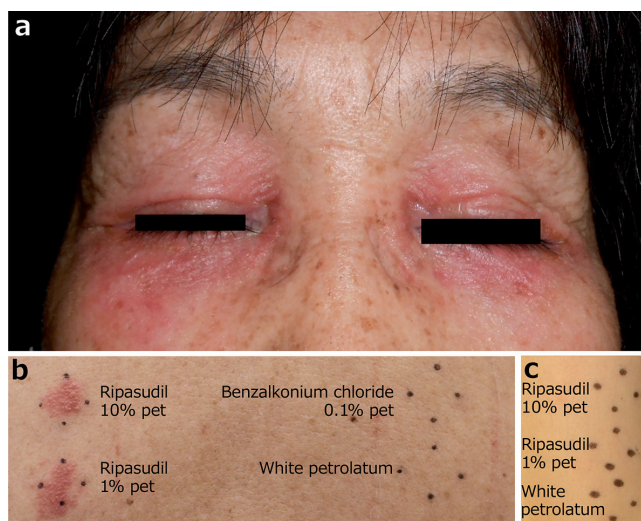 a
b
Ripasudil
10% pet
Benzalkonium chloride
0.1% pet
Ripasudil
1% pet
White petrolatum
c
Ripasudil
10% pet
Ripasudil
1% pet
White
petrolatum